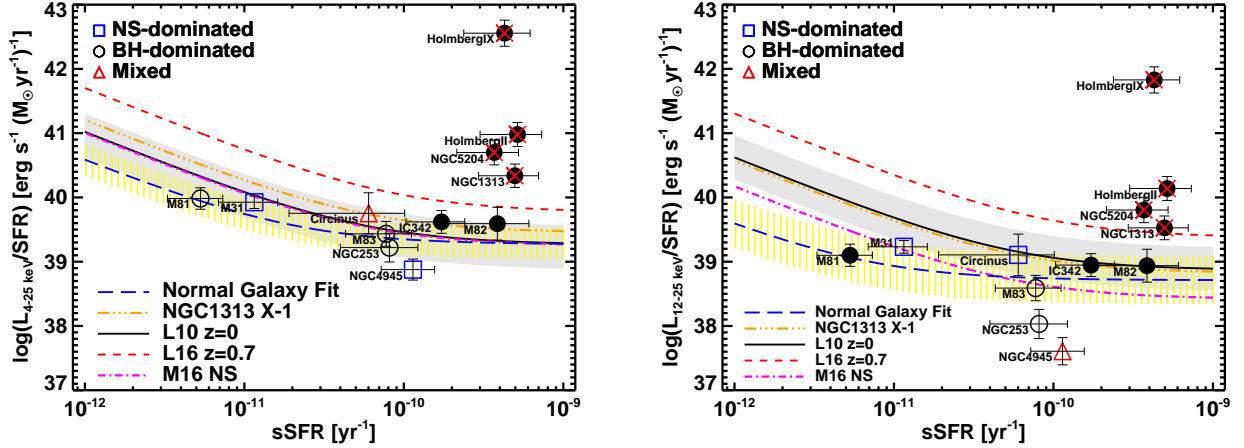 NS-dominated
BH-dominated
Mixed
HolmbergIX
HolmbergII
NGC5204
NGC1313
M81
M31
Circinus
IC342
M82
M83
NGC253
NGC4945
Normal Galaxy Fit
NGC1313 X-1
L10 z=0
L16 z=0.7
M16 NS
43
42
41
40
39
38
37
log(L4-25 keV/SFR) [erg s⁻¹ (M⊙ yr)⁻¹]
10⁻¹² 10⁻¹¹ 10⁻¹⁰ 10⁻⁹
sSFR [yr⁻¹]
NS-dominated
BH-dominated
Mixed
HolmbergIX
HolmbergII
NGC5204
NGC1313
M81
M31
Circinus
IC342
M82
M83
NGC253
NGC4945
Normal Galaxy Fit
NGC1313 X-1
L10 z=0
L16 z=0.7
M16 NS
43
42
41
40
39
38
37
log(L12-25 keV/SFR) [erg s⁻¹ (M⊙ yr⁻¹)⁻¹]
10⁻¹² 10⁻¹¹ 10⁻¹⁰ 10⁻⁹
sSFR [yr⁻¹]